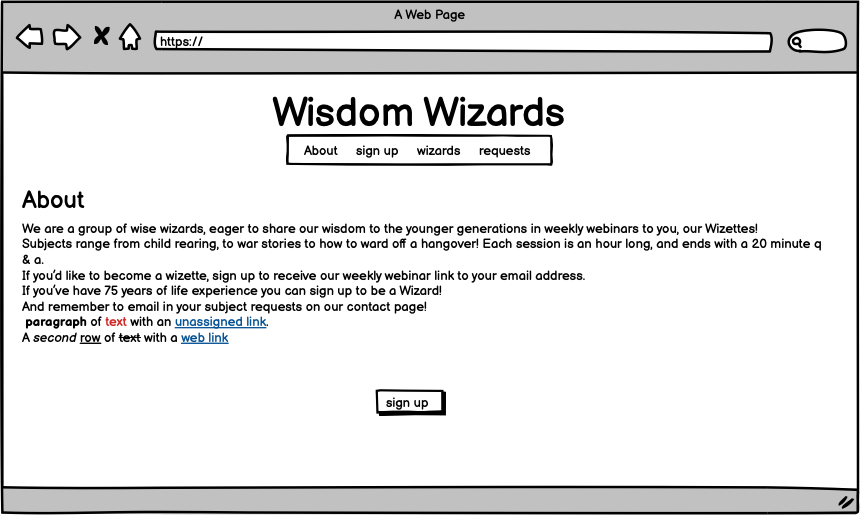 A Web Page
https://
Wisdom Wizards
About sign up wizards requests
About
We are a group of wise wizards, eager to share our wisdom to the younger generations in weekly webinars to you, our Wizettes!
Subjects range from child rearing, to war stories to how to ward off a hangover! Each session is an hour long, and ends with a 20 minute q
& a.
If you'd like to become a wizette, sign up to receive our weekly webinar link to your email address.
If you've have 75 years of life experience you can sign up to be a Wizard!
And remember to email in your subject requests on our contact page!
paragraph of text with an unassigned link.
A second row of text with a web link
sign up